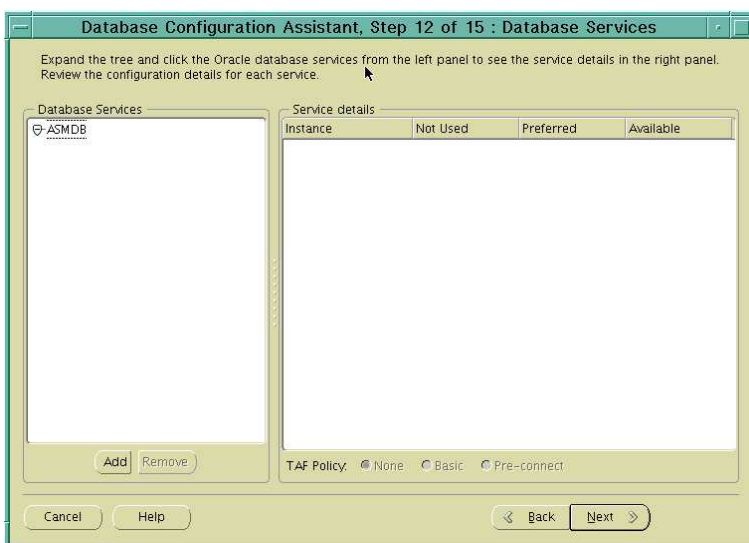 Database Configuration Assistant, Step 12 of 15 : Database Services
Expand the tree and click the Oracle database services from the left panel to see the service details in the right panel.
Review the configuration details for each service.
Database Services
ASMDB
Add Remove
Service details
Instance Not Used Preferred Available
TAF Policy: None Basic Pre-connect
Cancel Help Back Next